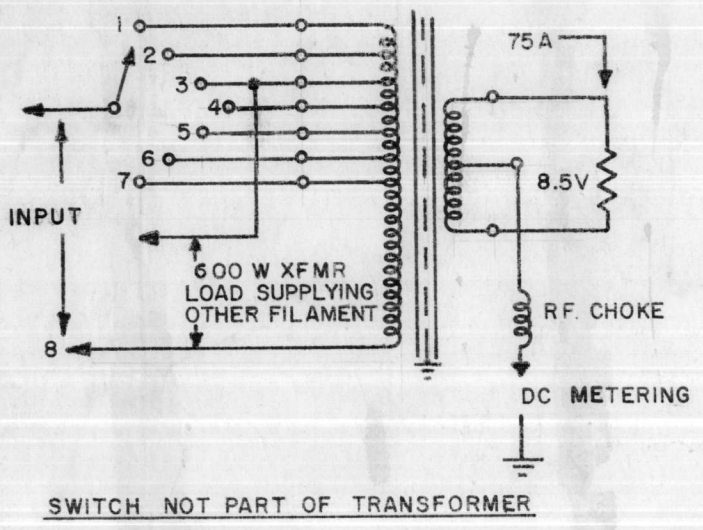 1
2
3
4
5
6
7
75A
8.5V
INPUT
600 W XFMR
LOAD SUPPLYING
OTHER FILAMENT
8
R.F. CHOKE
DC METERING
SWITCH NOT PART OF TRANSFORMER